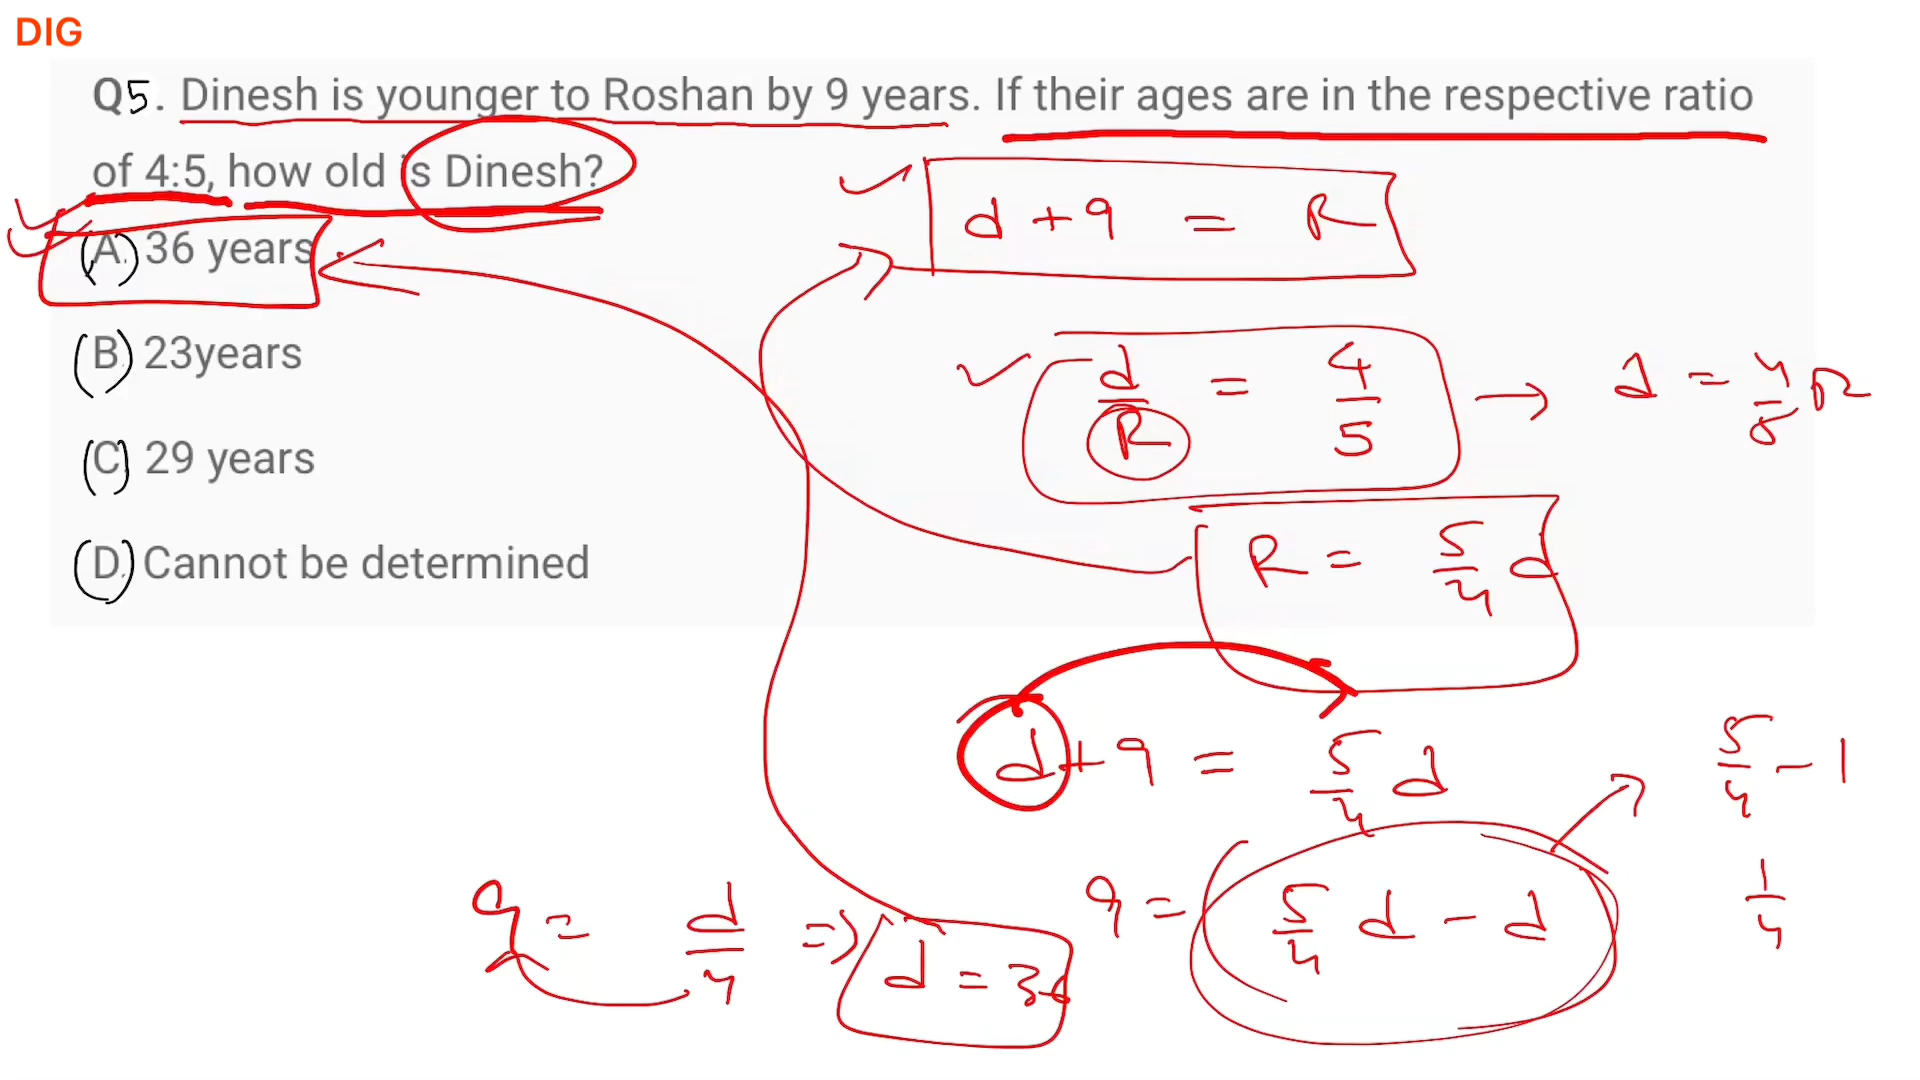 DIG
Q5. Dinesh is younger to Roshan by 9 years. If their ages are in the respective ratio
of 4:5, how old is Dinesh?
(A.) 36 years
(B) 23years
(C) 29 years
(D.) Cannot be determined
d + 9 = R
d/R = 4/5 → d = 4/5 R
R = 5/4 d
d + 9 = 5/4 d
5/4 - 1
9 = 5/4 d - d
1/4
9 = d/4 ⇒ d = 36